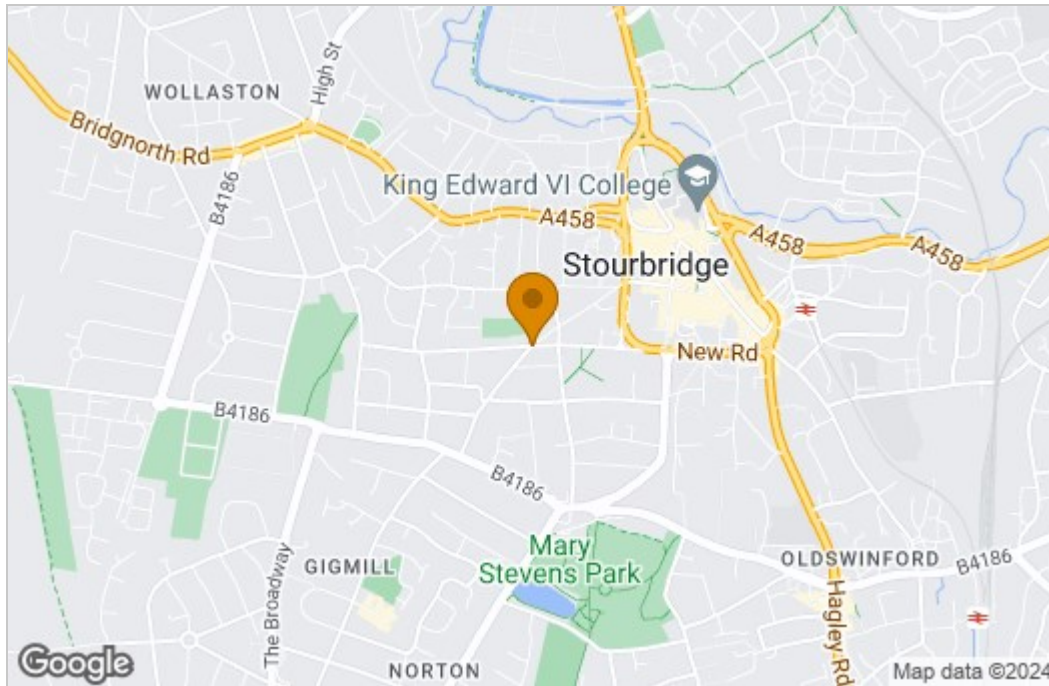 WOLLASTON
High St
Bridgnorth Rd
B4186
King Edward VI College
A458
A458
A458
Stourbridge
New Rd
B4186
B4186
Mary
Stevens Park
OLDSWINFORD
B4186
GIGMILL
The Broadway
Hagley Rd
NORTON
Google
Map data ©2024